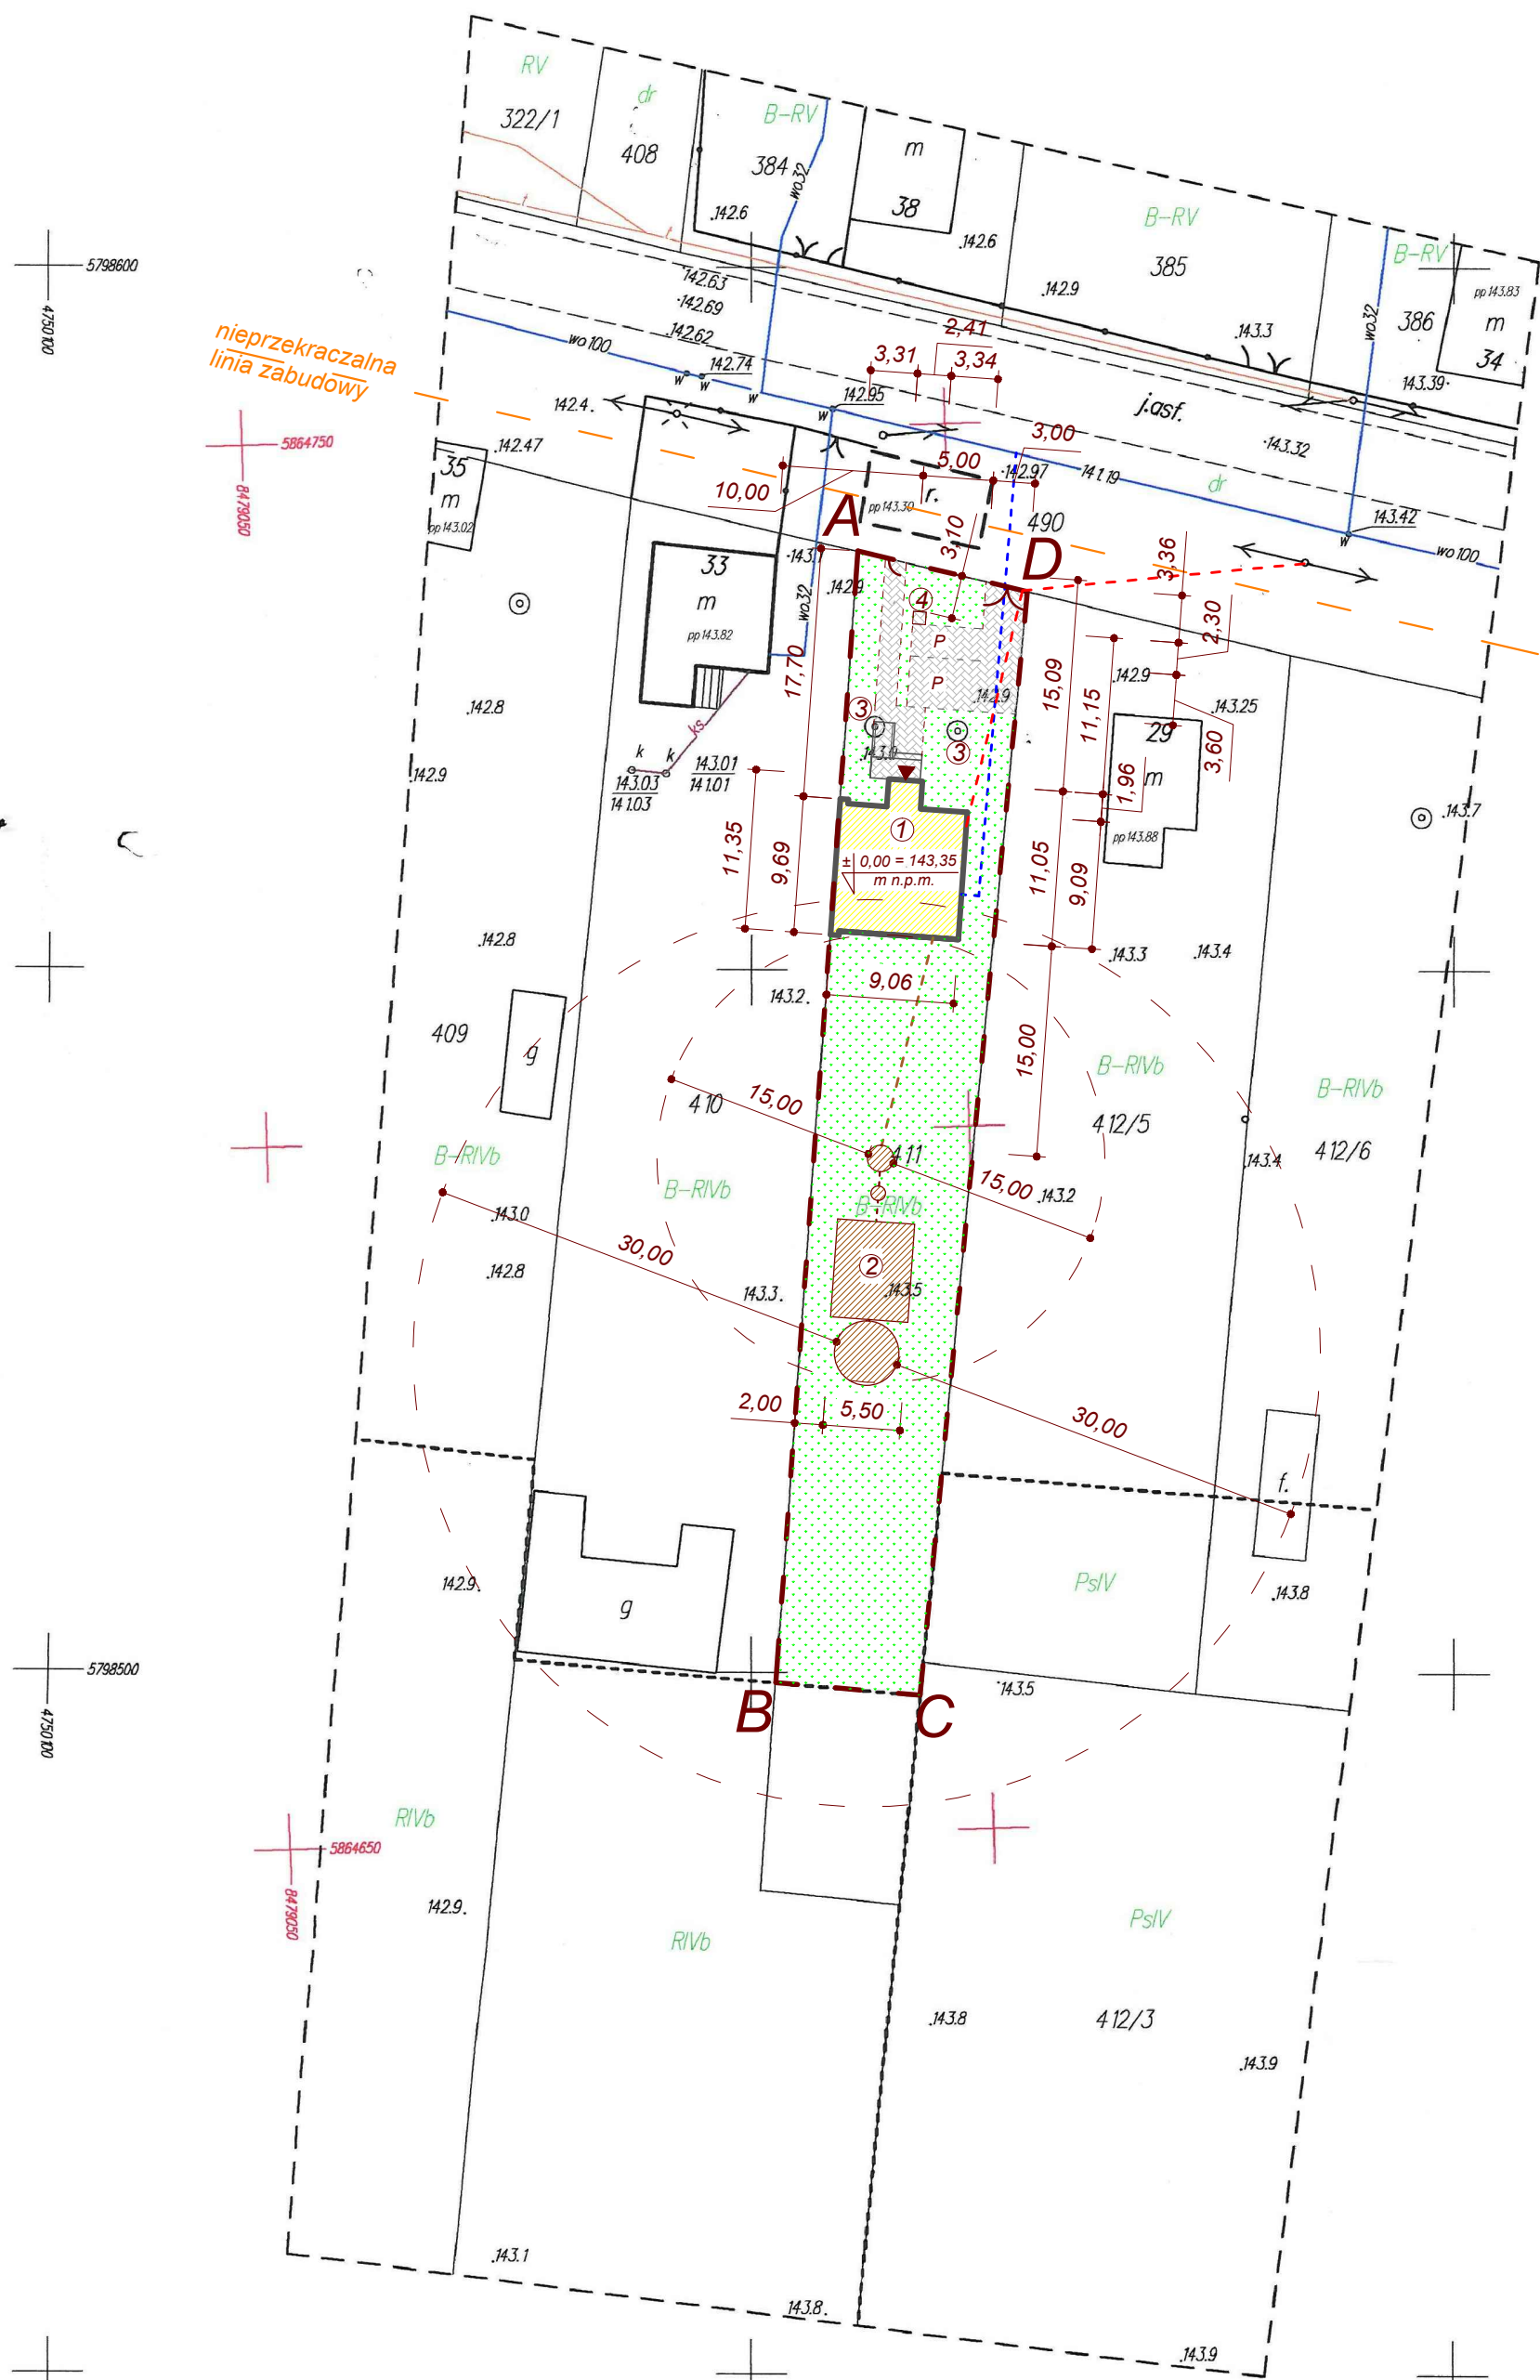 RV
322/1
dr
408
B-RV
384
wo32
m
38
.142.6
.142.6
B-RV
385
B-RV
386
pp 143.83
m
34
wo32
t
t
5798600
4750100
142.63
.142.69
.142.62
.142.9
.143.3
143.39.
nieprzekraczalna
linia zabudowy
wo100
142.74
w
w
w
w
142.95
2,41
3,31
3,34
j.asf.
.143.32
142.4.
5864750
8479050
.142.47
35
m
pp 143.02
3,00
5,00
10,00
.142.97
141.19
dr
490
r.
pp 143.30
143.42
w
wo100
A
D
3,10
3,36
2,30
33
m
pp 143.82
wo32
.142.9
4
P
P
.142.9
17,70
15,09
11,15
.142.9
.143.25
29
m
3,60
1,96
pp 143.88
.142.8
3
3
ks
k
k
143.03
141.03
143.01
141.01
.142.9
.143.7
1
± 0,00 = 143,35
m n.p.m.
11,35
9,69
11,05
9,09
.142.8
.143.3
.143.4
9,06
143.2.
409
g
15,00
B-RIVb
B-RIVb
410
15,00
412/5
412/6
411
B-RIVb
B-RIVb
B-RIVb
.143.4
15,00
.143.2
.143.0
30,00
.142.8
2
143.3.
.143.5
2,00
5,50
30,00
f.
142.9.
g
PsIV
.143.8
5798500
4750100
B
C
.143.5
RIVb
5864650
8479050
142.9.
RIVb
PsIV
.143.8
412/3
.143.9
.143.1
143.8.
.143.9